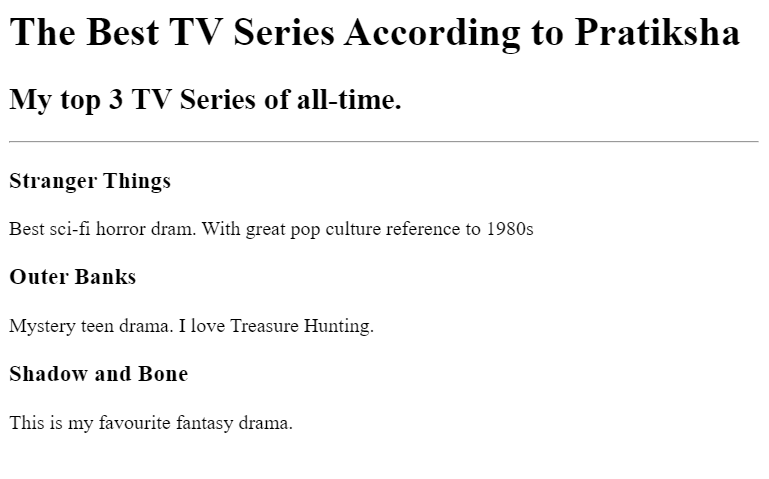 The Best TV Series According to Pratiksha
My top 3 TV Series of all-time.
Stranger Things
Best sci-fi horror dram. With great pop culture reference to 1980s
Outer Banks
Mystery teen drama. I love Treasure Hunting.
Shadow and Bone
This is my favourite fantasy drama.